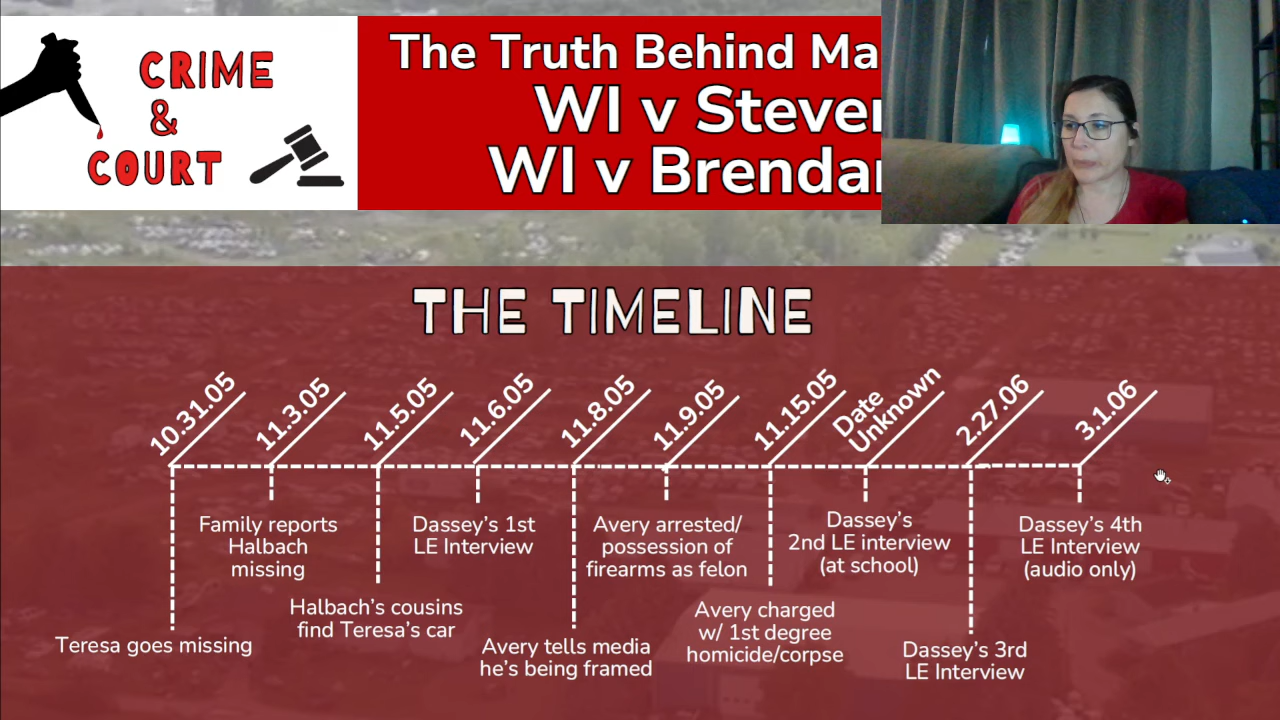 CRIME
&
COURT
The Truth Behind Ma
WI v Steven
WI v Brendan
THE TIMELINE
10.31.05
11.3.05
11.5.05
11.6.05
11.8.05
11.9.05
11.15.05
Date
Unknown
2.27.06
3.1.06
Teresa goes missing
Family reports
Halbach
missing
Halbach's cousins
find Teresa's car
Dassey's 1st
LE Interview
Avery tells media
he's being framed
Avery arrested/
possession of
firearms as felon
Avery charged
w/ 1st degree
homicide/corpse
Dassey's
2nd LE interview
(at school)
Dassey's 3rd
LE Interview
Dassey's 4th
LE Interview
(audio only)